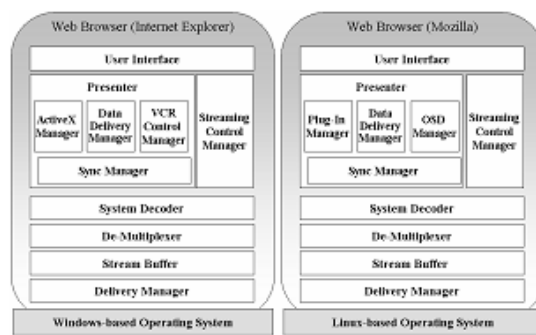 Web Browser (Internet Explorer)
User Interface
Presenter
ActiveX
Manager
Data
Delivery
Manager
VCR
Control
Manager
Streaming
Control
Manager
Sync Manager
System Decoder
De-Multiplexer
Stream Buffer
Delivery Manager
Windows-based Operating System
Web Browser (Mozilla)
User Interface
Presenter
Plug-In
Manager
Data
Delivery
Manager
OSD
Manager
Streaming
Control
Manager
Sync Manager
System Decoder
De-Multiplexer
Stream Buffer
Delivery Manager
Linux-based Operating System